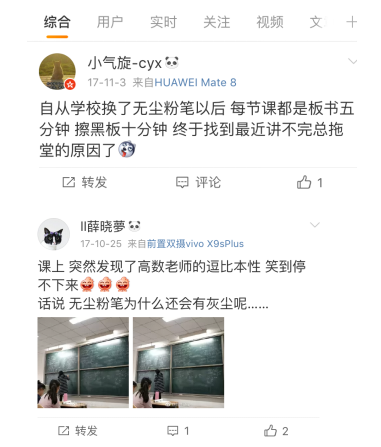 综合 用户 实时 关注 视频 文
小气旋-cyx🐼
17-11-3 来自HUAWEI Mate 8
自从学校换了无尘粉笔以后 每节课都是板书五
分钟 擦黑板十分钟 终于找到最近讲不完总拖
堂的原因了
转发 评论 1
ll薛晓夢🐼
17-10-25 来自前置双摄vivo X9sPlus
课上 突然发现了高数老师的逗比本性 笑到停
不下来
话说 无尘粉笔为什么还会有灰尘呢......
转发 1 2